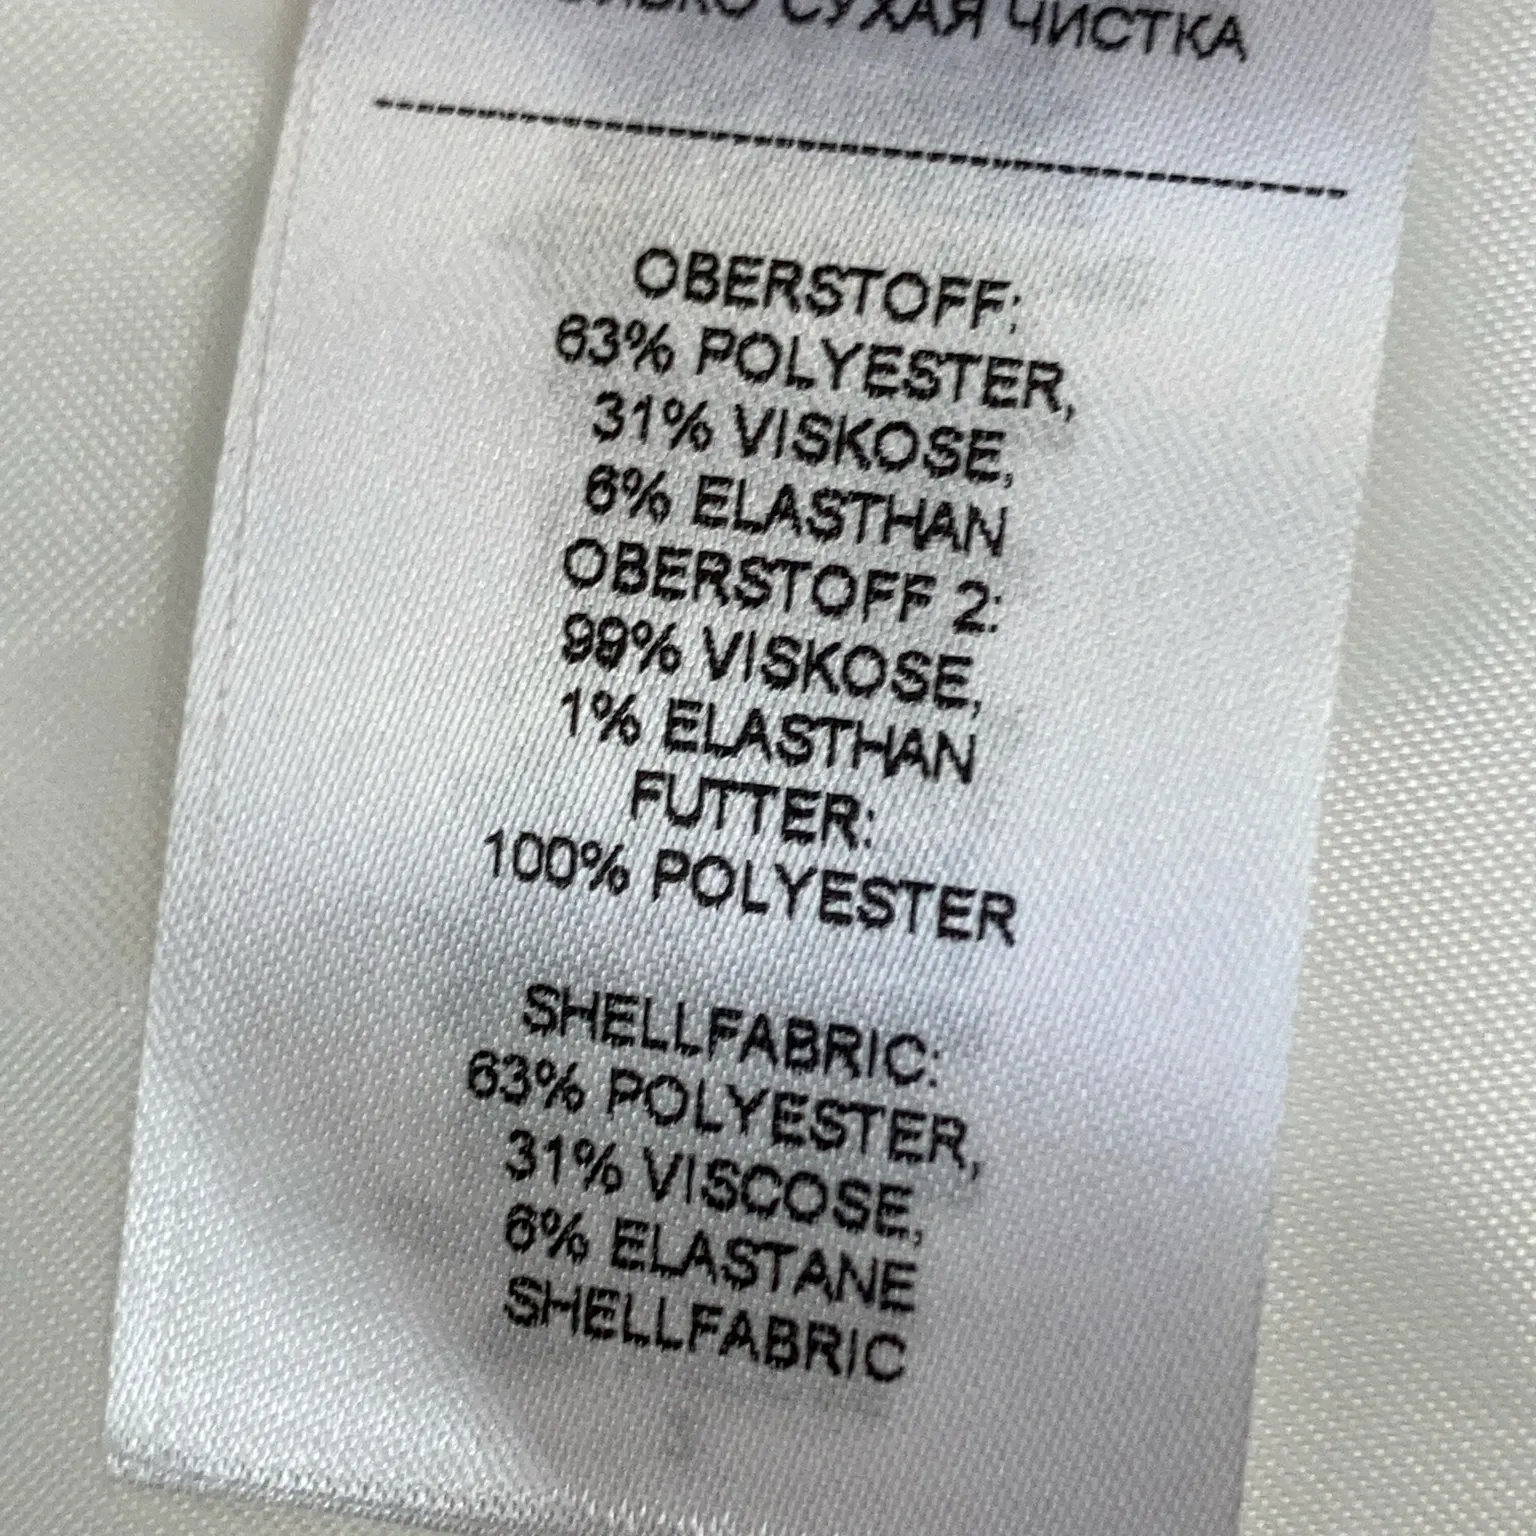 СУХАЯ ЧИСТКА
OBERSTOFF:
63% POLYESTER,
31% VISKOSE,
6% ELASTHAN
OBERSTOFF 2:
99% VISKOSE,
1% ELASTHAN
FUTTER:
100% POLYESTER
SHELLFABRIC:
63% POLYESTER,
31% VISCOSE,
6% ELASTANE
SHELLFABRIC